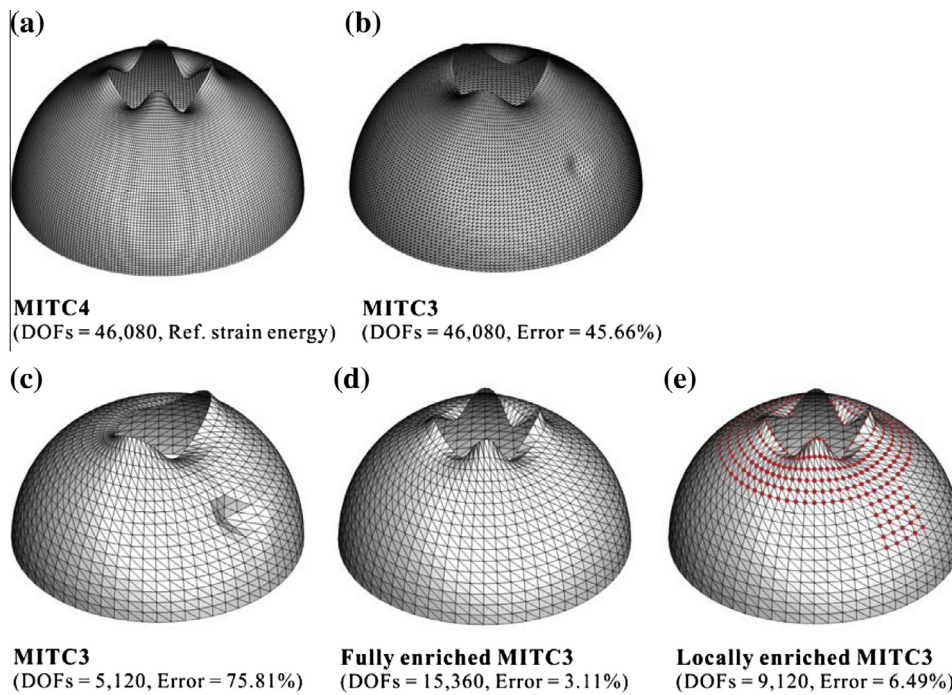 (a)
(b)
MITC4
(DOFs = 46,080, Ref. strain energy)
MITC3
(DOFs = 46,080, Error = 45.66%)
(c)
(d)
(e)
MITC3
(DOFs = 5,120, Error = 75.81%)
Fully enriched MITC3
(DOFs = 15,360, Error = 3.11%)
Locally enriched MITC3
(DOFs = 9,120, Error = 6.49%)